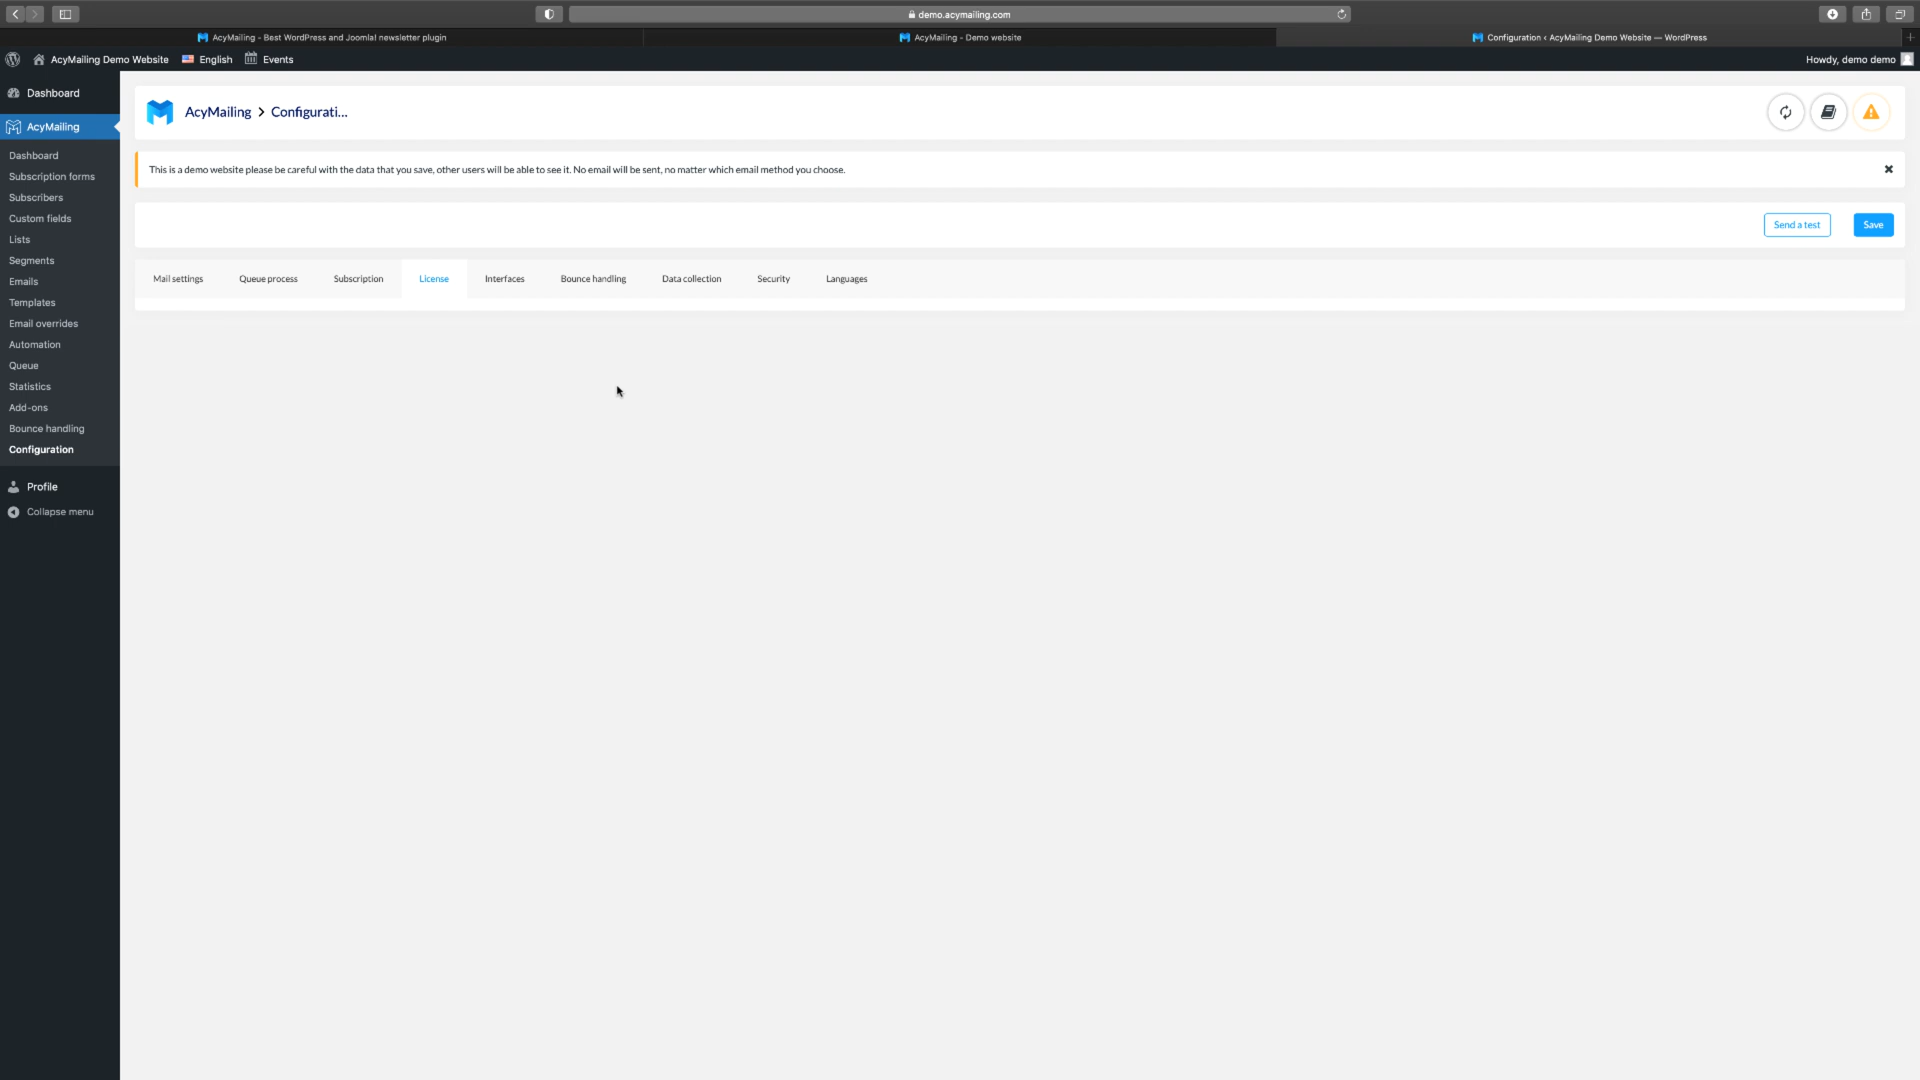 demo.acymailing.com
AcyMailing - Best WordPress and Joomla! newsletter plugin
AcyMailing - Demo website
Configuration ‹ AcyMailing Demo Website — WordPress
AcyMailing Demo Website
English
Events
Howdy, demo demo
Dashboard
AcyMailing
Dashboard
Subscription forms
Subscribers
Custom fields
Lists
Segments
Emails
Templates
Email overrides
Automation
Queue
Statistics
Add-ons
Bounce handling
Configuration
Profile
Collapse menu
AcyMailing > Configurati...
This is a demo website please be careful with the data that you save, other users will be able to see it. No email will be sent, no matter which email method you choose.
Send a test
Save
Mail settings
Queue process
Subscription
License
Interfaces
Bounce handling
Data collection
Security
Languages